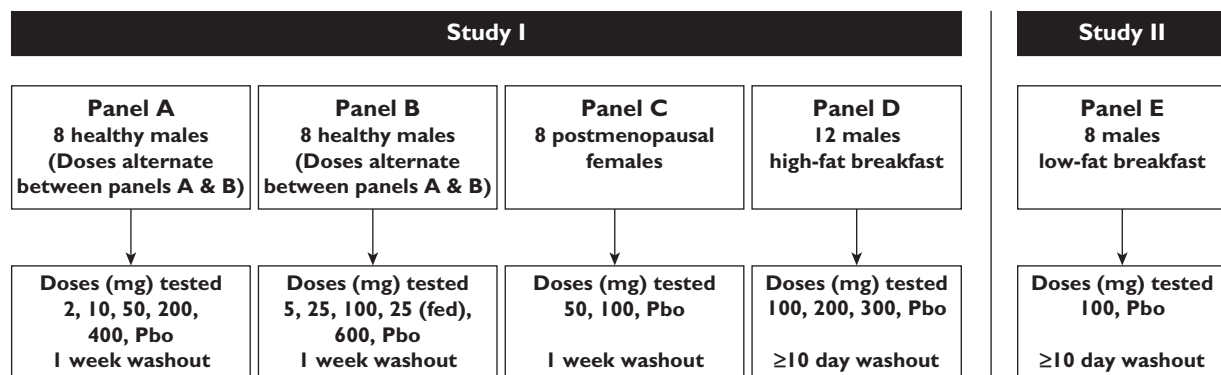 Study I
Study II
Panel A
8 healthy males
(Doses alternate
between panels A & B)
Panel B
8 healthy males
(Doses alternate
between panels A & B)
Panel C
8 postmenopausal
females
Panel D
12 males
high-fat breakfast
Panel E
8 males
low-fat breakfast
Doses (mg) tested
2, 10, 50, 200,
400, Pbo
1 week washout
Doses (mg) tested
5, 25, 100, 25 (fed),
600, Pbo
1 week washout
Doses (mg) tested
50, 100, Pbo
1 week washout
Doses (mg) tested
100, 200, 300, Pbo
≥10 day washout
Doses (mg) tested
100, Pbo
≥10 day washout